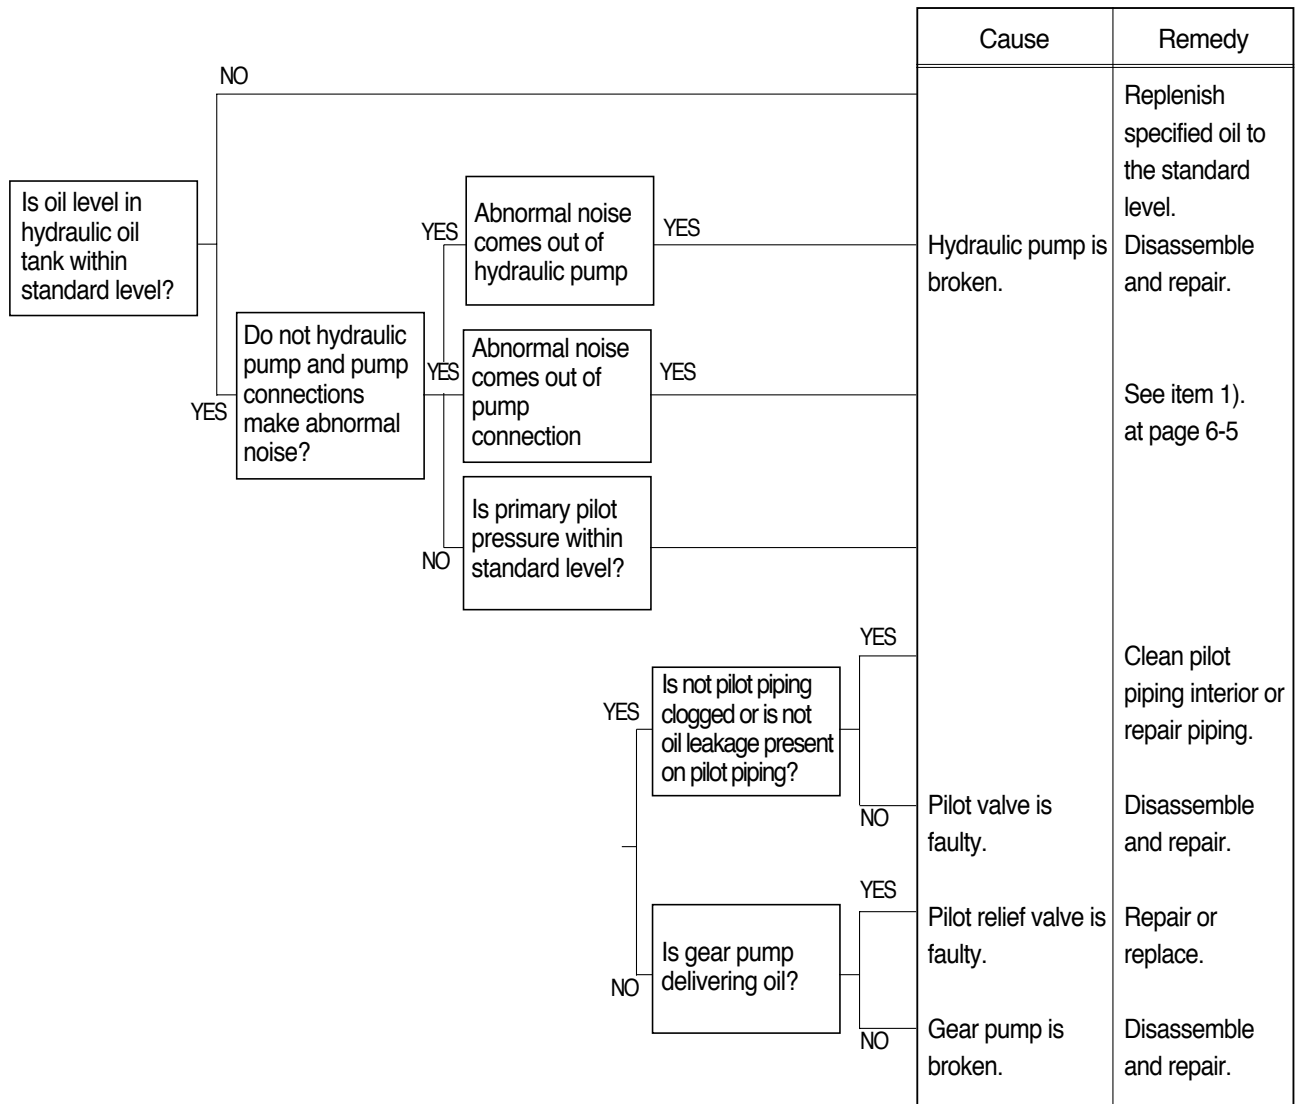 Cause
Remedy
NO
Replenish
specified oil to
the standard
level.
Is oil level in
hydraulic oil
tank within
standard level?
YES
Abnormal noise
comes out of
hydraulic pump
YES
Hydraulic pump is
broken.
Disassemble
and repair.
YES
Do not hydraulic
pump and pump
connections
make abnormal
noise?
YES
Abnormal noise
comes out of
pump
connection
YES
See item 1).
at page 6-5
NO
Is primary pilot
pressure within
standard level?
YES
Is not pilot piping
clogged or is not
oil leakage present
on pilot piping?
YES
Clean pilot
piping interior or
repair piping.
NO
Pilot valve is
faulty.
Disassemble
and repair.
NO
Is gear pump
delivering oil?
YES
Pilot relief valve is
faulty.
Repair or
replace.
NO
Gear pump is
broken.
Disassemble
and repair.